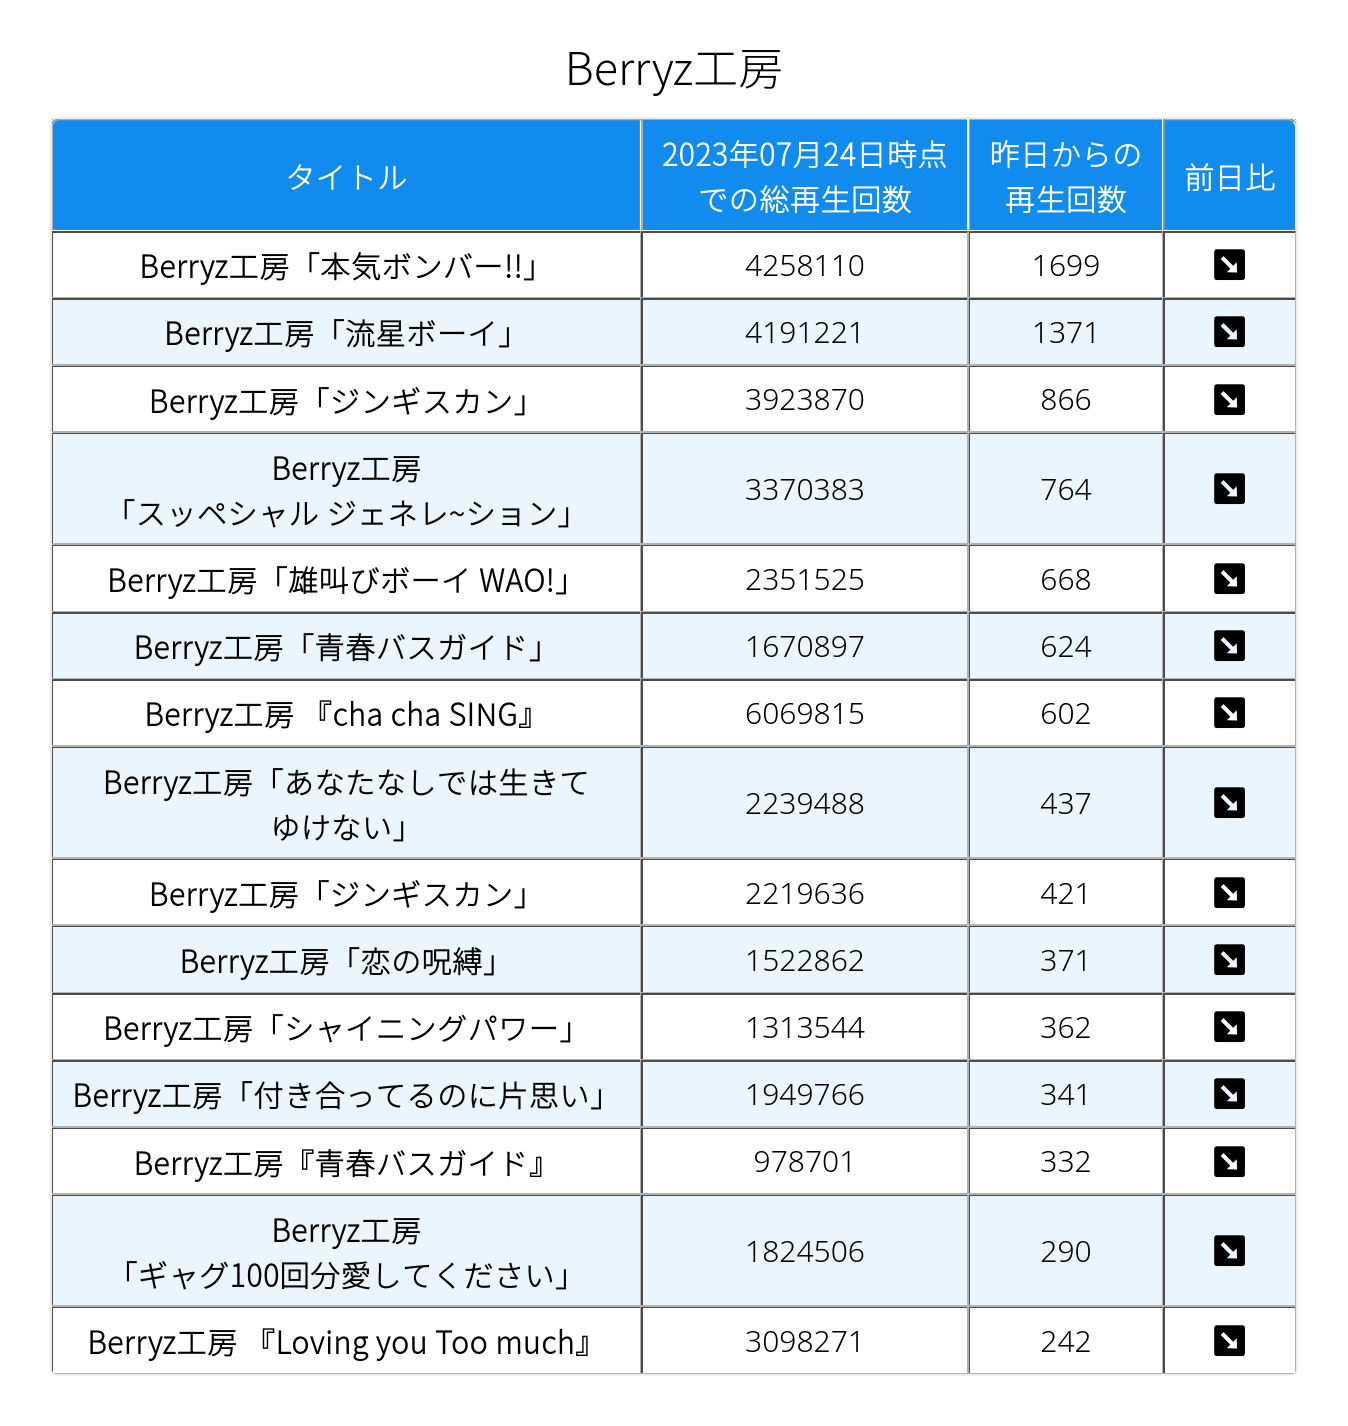 Berryz工房
タイトル
2023年07月24日時点
での総再生回数
昨日からの
再生回数
前日比
Berryz工房「本気ボンバー!!」
4258110
1699
Berryz工房「流星ボーイ」
4191221
1371
Berryz工房「ジンギスカン」
3923870
866
Berryz工房
「スッペシャル ジェネレ~ション」
3370383
764
Berryz工房「雄叫びボーイ WAO!」
2351525
668
Berryz工房「青春バスガイド」
1670897
624
Berryz工房 『cha cha SING』
6069815
602
Berryz工房「あなたなしでは生きて
ゆけない」
2239488
437
Berryz工房「ジンギスカン」
2219636
421
Berryz工房「恋の呪縛」
1522862
371
Berryz工房「シャイニングパワー」
1313544
362
Berryz工房「付き合ってるのに片思い」
1949766
341
Berryz工房『青春バスガイド』
978701
332
Berryz工房
「ギャグ100回分愛してください」
1824506
290
Berryz工房 『Loving you Too much』
3098271
242